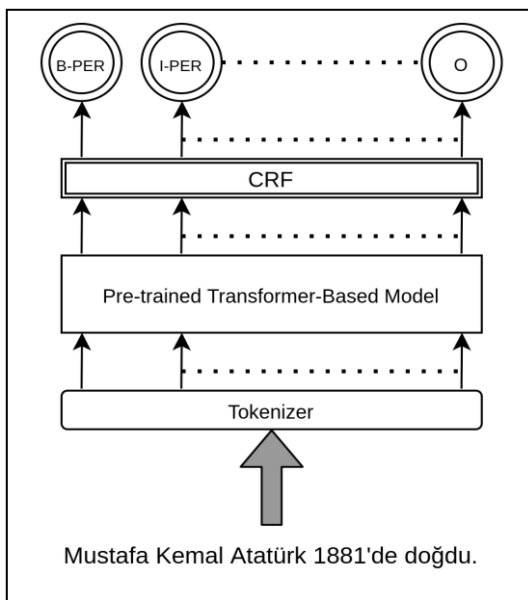 B-PER I-PER O
CRF
Pre-trained Transformer-Based Model
Tokenizer
Mustafa Kemal Atatürk 1881'de doğdu.